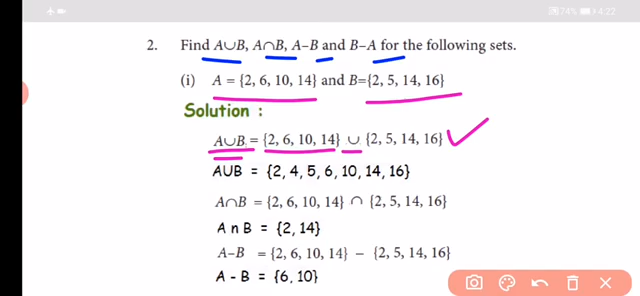 74% 4:22
2. Find A∪B, A∩B, A−B and B−A for the following sets.
(i) A = {2, 6, 10, 14} and B={2, 5, 14, 16}
Solution :
A∪B = {2, 6, 10, 14} ∪ {2, 5, 14, 16}
AUB = {2, 4, 5, 6, 10, 14, 16}
A∩B = {2, 6, 10, 14} ∩ {2, 5, 14, 16}
A n B = {2, 14}
A−B = {2, 6, 10, 14} − {2, 5, 14, 16}
A - B = {6, 10}